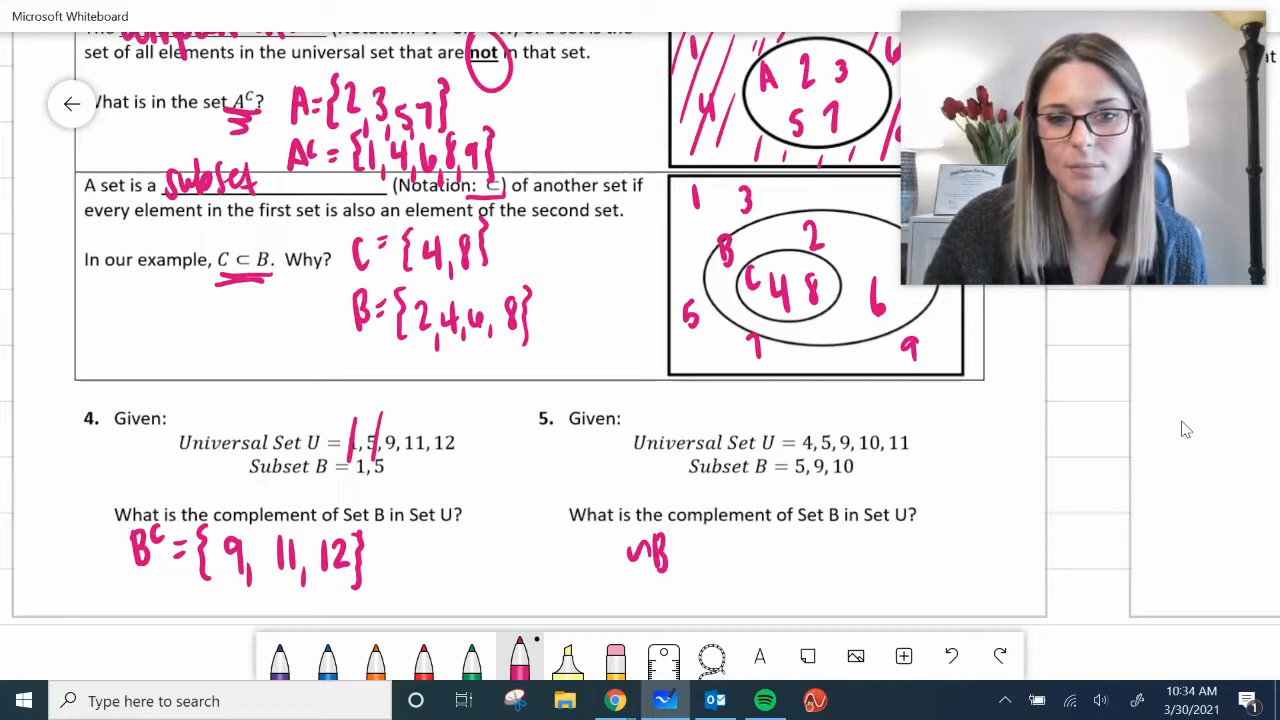 Microsoft Whiteboard
set of all elements in the universal set that are not in that set.
What is in the set Aᶜ?
A={2,3,5,7}
Aᶜ = {1,4,6,8,9}
A 2 3
5 7
1
4
A set is a subset (Notation: ⊂) of another set if
every element in the first set is also an element of the second set.
In our example, C ⊂ B. Why?
C = {4,8}
B = {2,4,6,8}
1 3
2
B
C 4 8
6
5
7
9
4. Given:
Universal Set U = 1,5,9,11,12
Subset B = 1,5
What is the complement of Set B in Set U?
Bᶜ = {9, 11, 12}
5. Given:
Universal Set U = 4,5,9,10,11
Subset B = 5,9,10
What is the complement of Set B in Set U?
~B
Type here to search
10:34 AM
3/30/2021